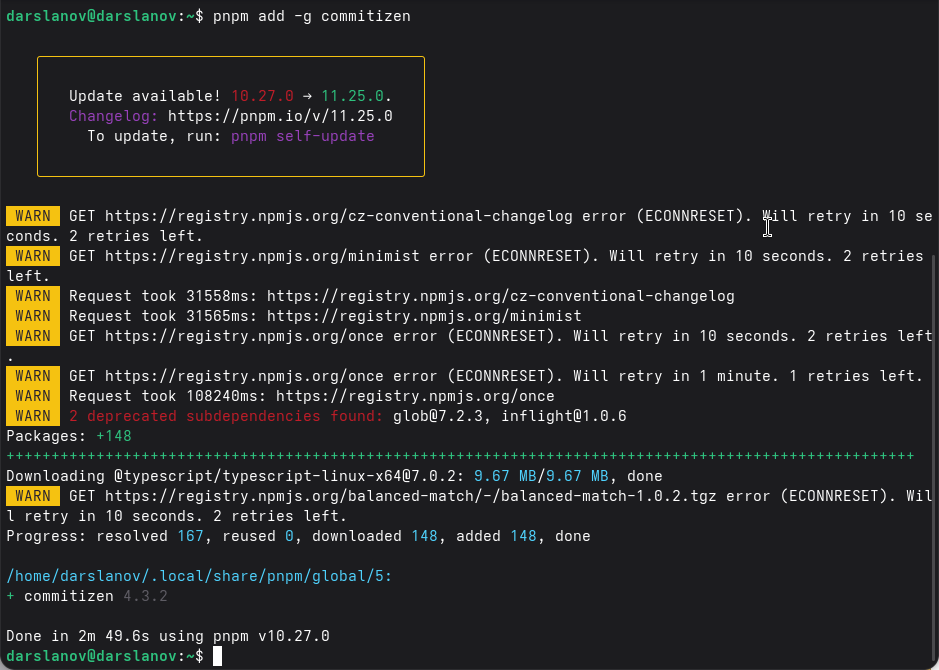 darslanov@darslanov:~$ pnpm add -g commitizen
Update available! 10.27.0 → 11.25.0.
Changelog: https://pnpm.io/v/11.25.0
To update, run: pnpm self-update
WARN GET https://registry.npmjs.org/cz-conventional-changelog error (ECONNRESET). Will retry in 10 se
conds. 2 retries left.
WARN GET https://registry.npmjs.org/minimist error (ECONNRESET). Will retry in 10 seconds. 2 retries
left.
WARN Request took 31558ms: https://registry.npmjs.org/cz-conventional-changelog
WARN Request took 31565ms: https://registry.npmjs.org/minimist
WARN GET https://registry.npmjs.org/once error (ECONNRESET). Will retry in 10 seconds. 2 retries left
.
WARN GET https://registry.npmjs.org/once error (ECONNRESET). Will retry in 1 minute. 1 retries left.
WARN Request took 108240ms: https://registry.npmjs.org/once
WARN 2 deprecated subdependencies found: glob@7.2.3, inflight@1.0.6
Packages: +148
+++++++++++++++++++++++++++++++++++++++++++++++++++++++++++++++++++++++++++++++++++++++++++++++++++++
Downloading @typescript/typescript-linux-x64@7.0.2: 9.67 MB/9.67 MB, done
WARN GET https://registry.npmjs.org/balanced-match/-/balanced-match-1.0.2.tgz error (ECONNRESET). Wil
l retry in 10 seconds. 2 retries left.
Progress: resolved 167, reused 0, downloaded 148, added 148, done
/home/darslanov/.local/share/pnpm/global/5:
+ commitizen 4.3.2
Done in 2m 49.6s using pnpm v10.27.0
darslanov@darslanov:~$